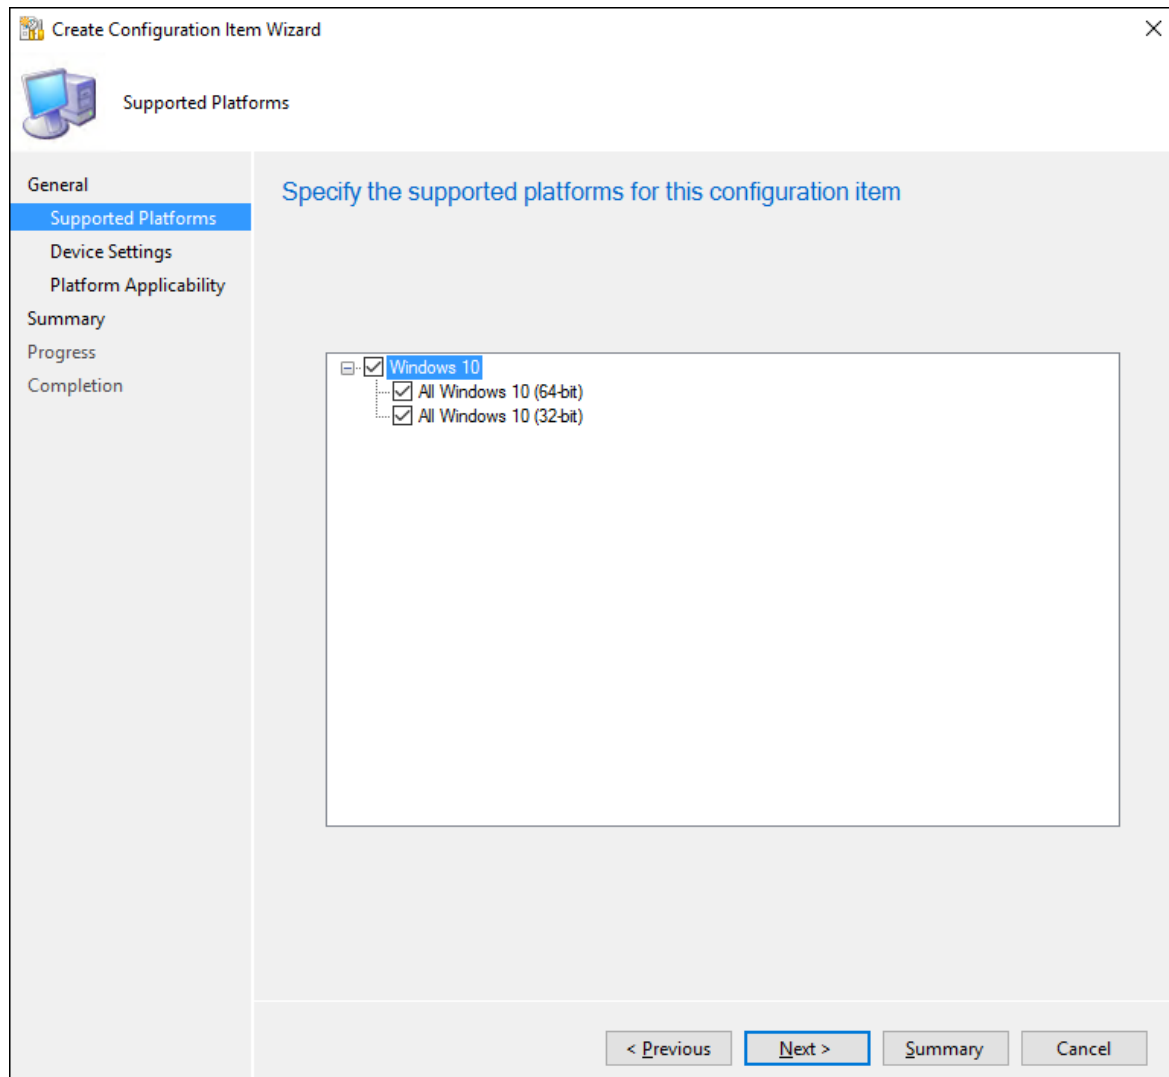 Create Configuration Item Wizard
Supported Platforms
General
Supported Platforms
Device Settings
Platform Applicability
Summary
Progress
Completion
Specify the supported platforms for this configuration item
Windows 10
All Windows 10 (64-bit)
All Windows 10 (32-bit)
< Previous
Next >
Summary
Cancel